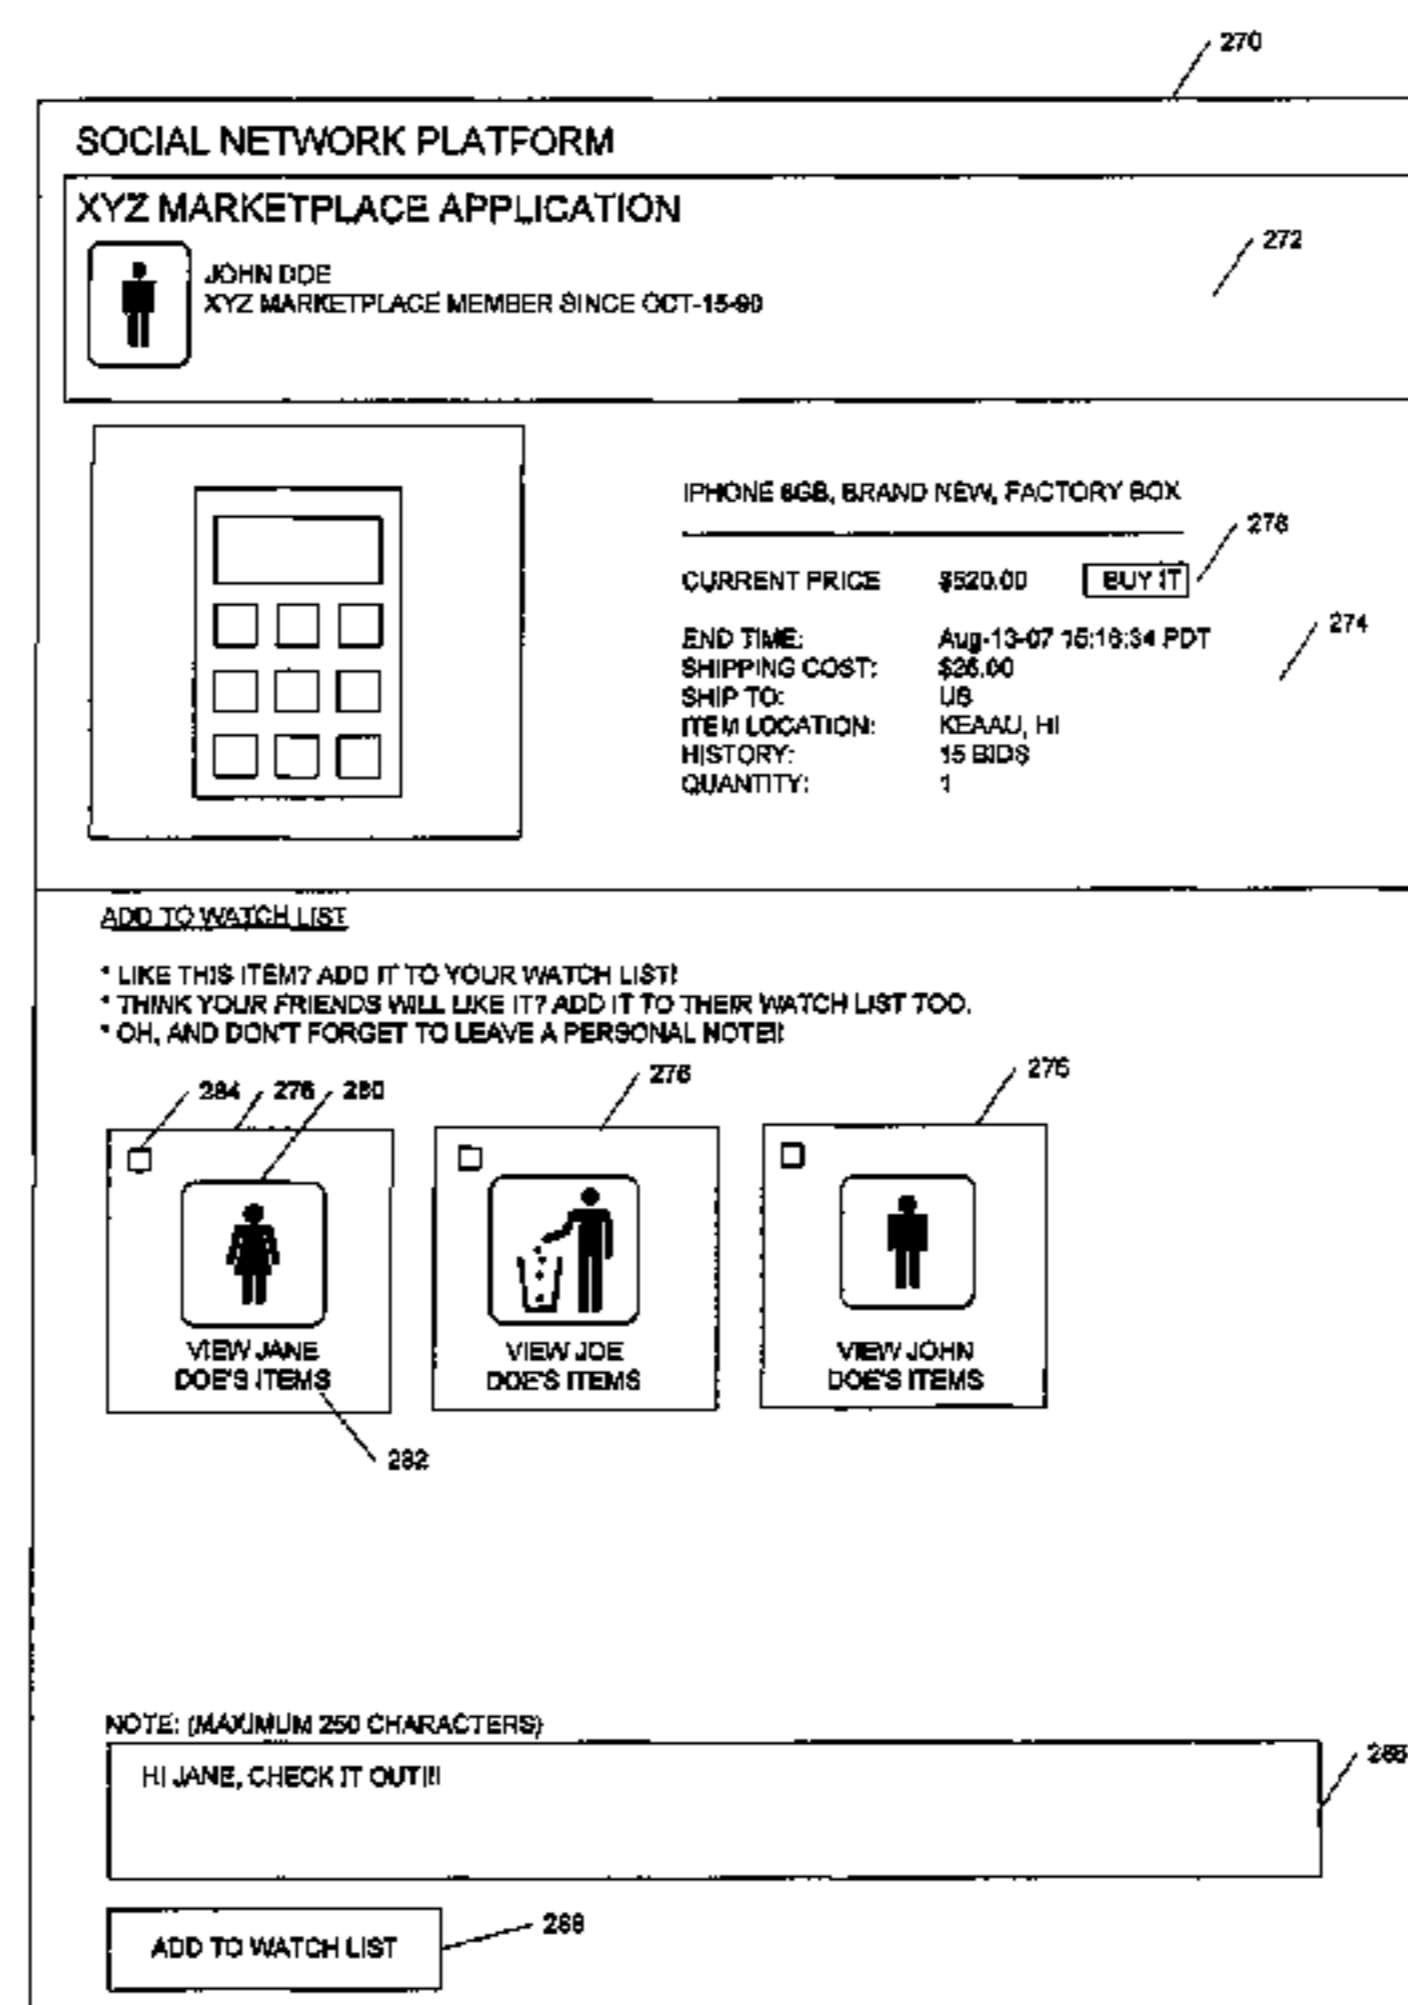 270
SOCIAL NETWORK PLATFORM
XYZ MARKETPLACE APPLICATION
272
JOHN DOE
XYZ MARKETPLACE MEMBER SINCE OCT-15-90
IPHONE 6GB, BRAND NEW, FACTORY BOX
278
CURRENT PRICE $520.00 BUY IT
274
END TIME: Aug-13-07 15:16:34 PDT
SHIPPING COST: $26.00
SHIP TO: US
ITEM LOCATION: KEAAU, HI
HISTORY: 15 BIDS
QUANTITY: 1
ADD TO WATCH LIST
* LIKE THIS ITEM? ADD IT TO YOUR WATCH LIST!
* THINK YOUR FRIENDS WILL LIKE IT? ADD IT TO THEIR WATCH LIST TOO.
* OH, AND DON'T FORGET TO LEAVE A PERSONAL NOTE!!
284 276 280 276 276
VIEW JANE
DOE'S ITEMS
VIEW JOE
DOE'S ITEMS
VIEW JOHN
DOE'S ITEMS
282
NOTE: (MAXIMUM 250 CHARACTERS)
286
HI JANE, CHECK IT OUT!!!
ADD TO WATCH LIST
288